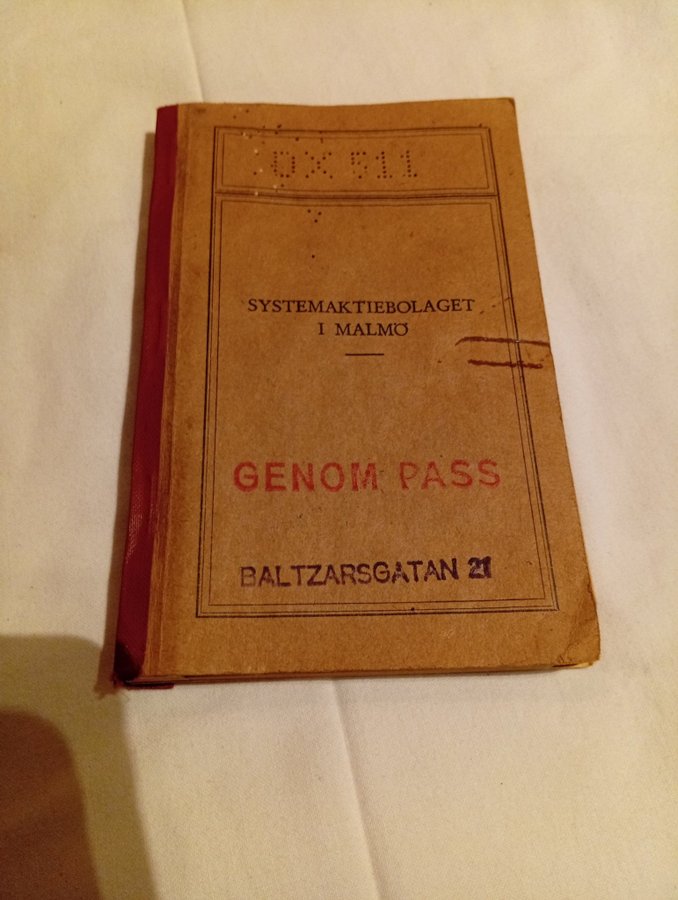 OX 511
SYSTEMAKTIEBOLAGET
I MALMÖ
GENOM PASS
BALTZARSGATAN 21